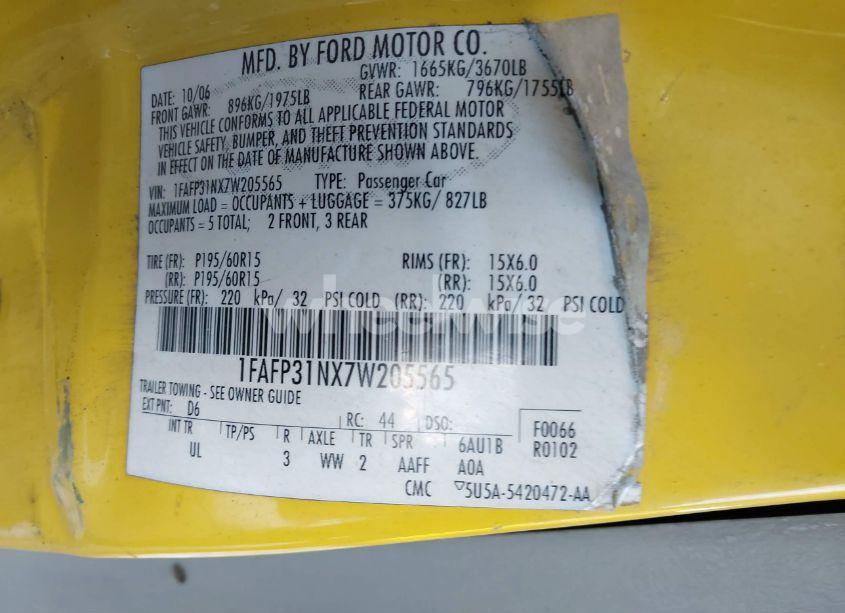 MFD. BY FORD MOTOR CO.
DATE: 10/06 GVWR: 1665KG/3670LB
FRONT GAWR: 896KG/1975LB REAR GAWR: 796KG/1755LB
THIS VEHICLE CONFORMS TO ALL APPLICABLE FEDERAL MOTOR
VEHICLE SAFETY, BUMPER, AND THEFT PREVENTION STANDARDS
IN EFFECT ON THE DATE OF MANUFACTURE SHOWN ABOVE.
VIN: 1FAFP31NX7W205565 TYPE: Passenger Car
MAXIMUM LOAD = OCCUPANTS + LUGGAGE = 375KG/ 827LB
OCCUPANTS = 5 TOTAL; 2 FRONT, 3 REAR
TIRE (FR): P195/60R15 RIMS (FR): 15X6.0
(RR): P195/60R15 (RR): 15X6.0
PRESSURE (FR): 220 kPa/ 32 PSI COLD (RR): 220 kPa/ 32 PSI COLD
wheelwise
1FAFP31NX7W205565
TRAILER TOWING - SEE OWNER GUIDE
EXT PNT: D6 RC: 44 DSO: F0066
INT TR TP/PS R AXLE TR SPR 6AU1B R0102
UL 3 WW 2 AAFF A0A
CMC 5U5A-5420472-AA